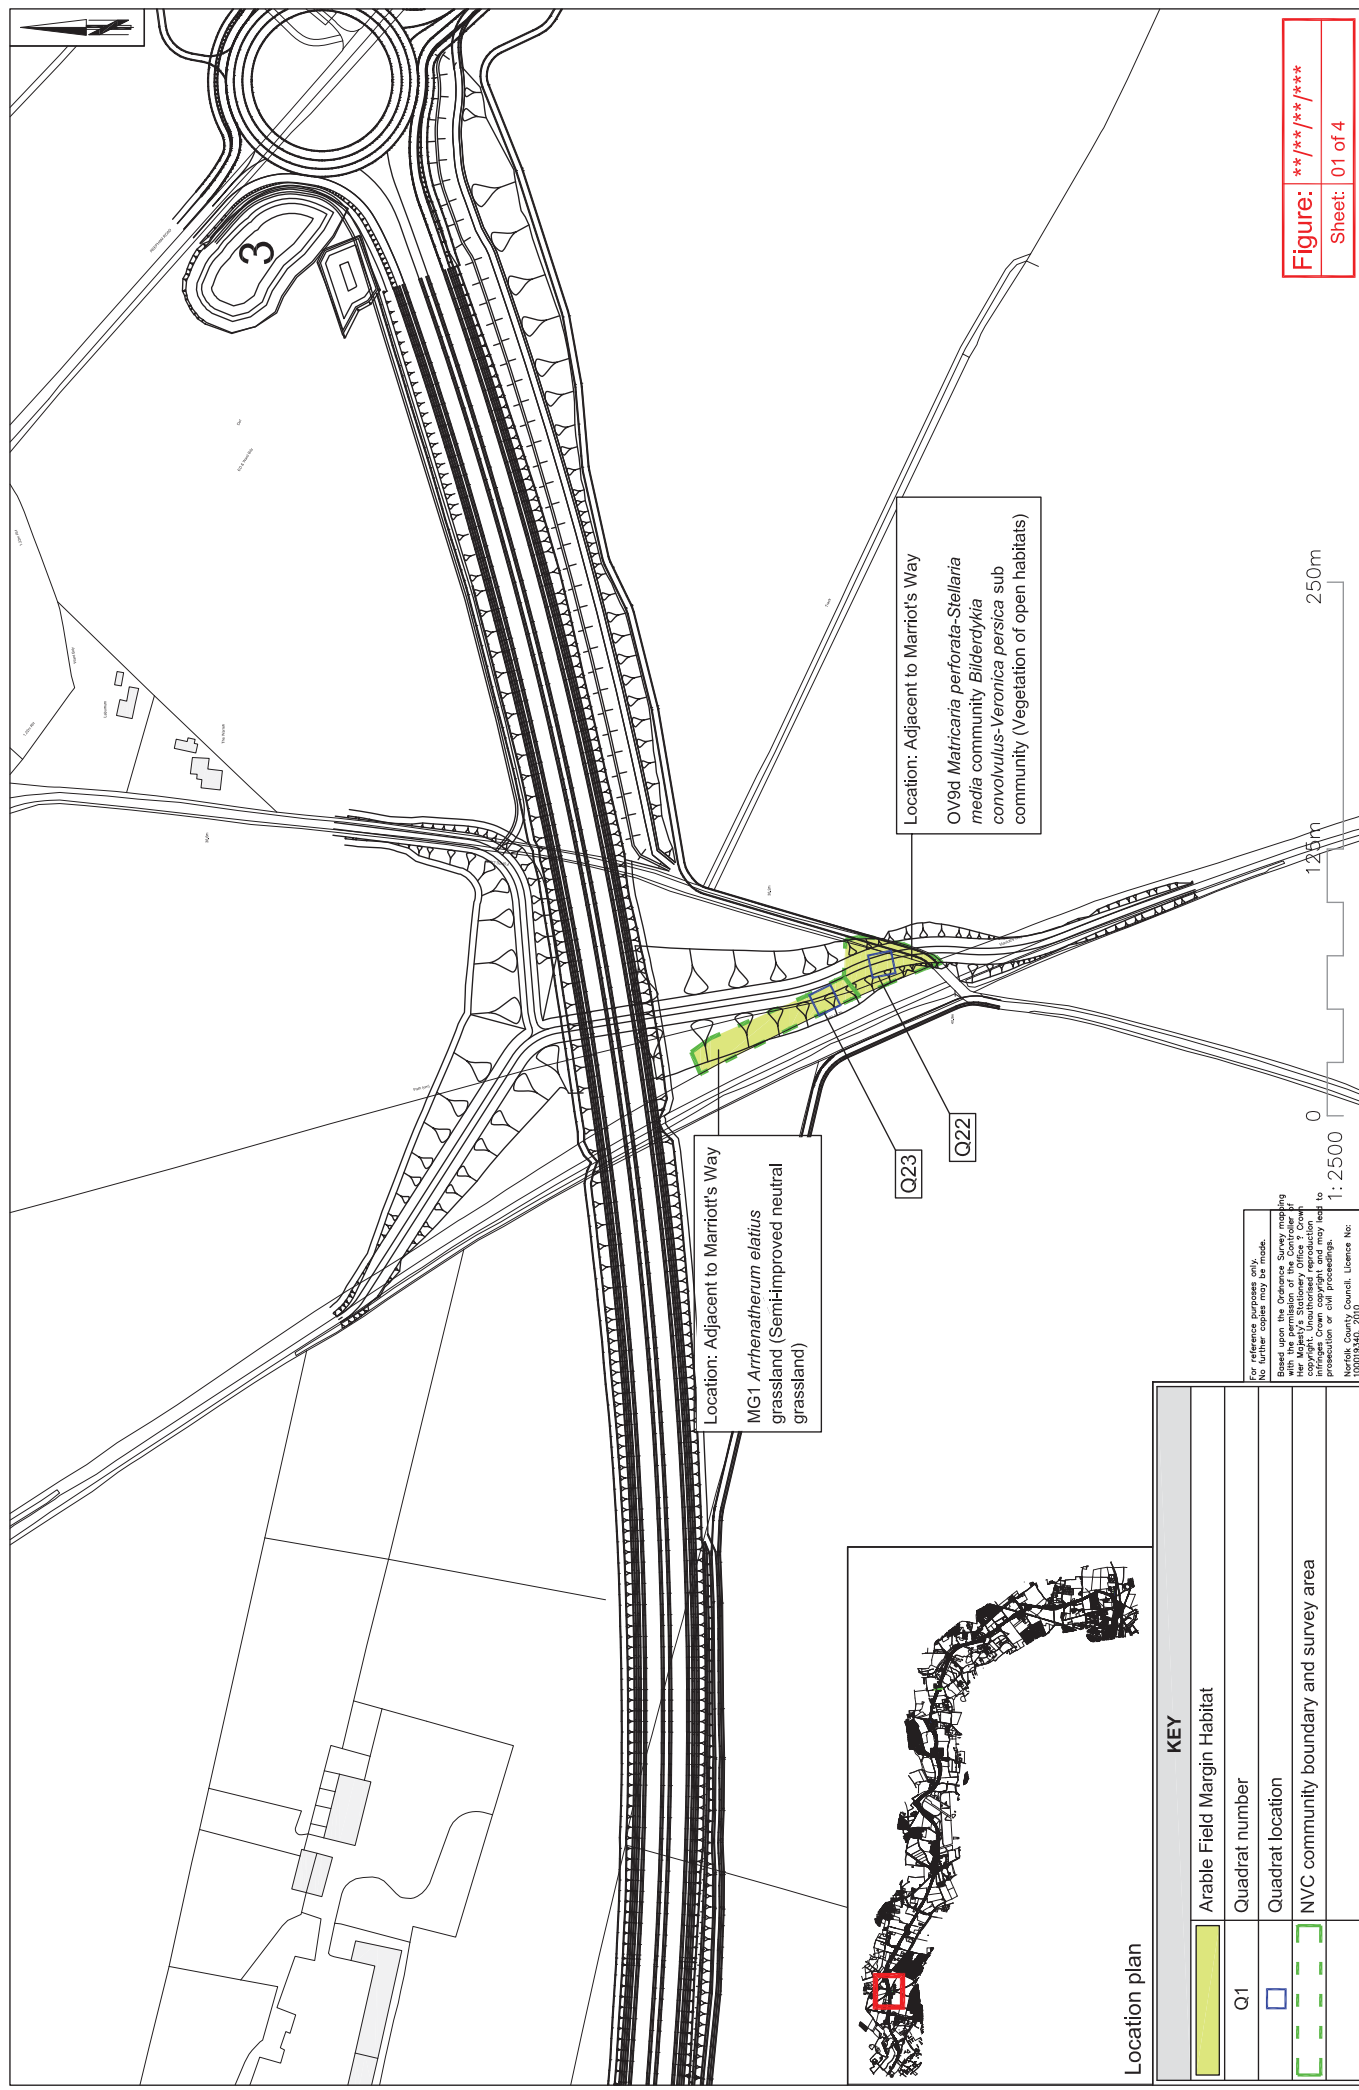 3
Location: Adjacent to Marriot's Way
OV9d Matricaria perforata-Stellaria
media community Bilderdykia
convolvulus-Veronica persica sub
community (Vegetation of open habitats)
Location: Adjacent to Marriott's Way
MG1 Arrhenatherum elatius
grassland (Semi-improved neutral
grassland)
Q23
Q22
Track
Location plan
KEY
Arable Field Margin Habitat
Q1
Quadrat number
Quadrat location
NVC community boundary and survey area
For reference purposes only.
No further copies may be made.
Based upon the Ordnance Survey mapping
with the permission of the Controller of
Her Majesty's Stationery Office ? Crown
copyright. Unauthorised reproduction
infringes Crown copyright and may lead to
prosecution or civil proceedings.
Norfolk County Council. Licence No:
100019340. 2010
1: 2500
0
125m
250m
Figure: **/**/**/***
Sheet: 01 of 4